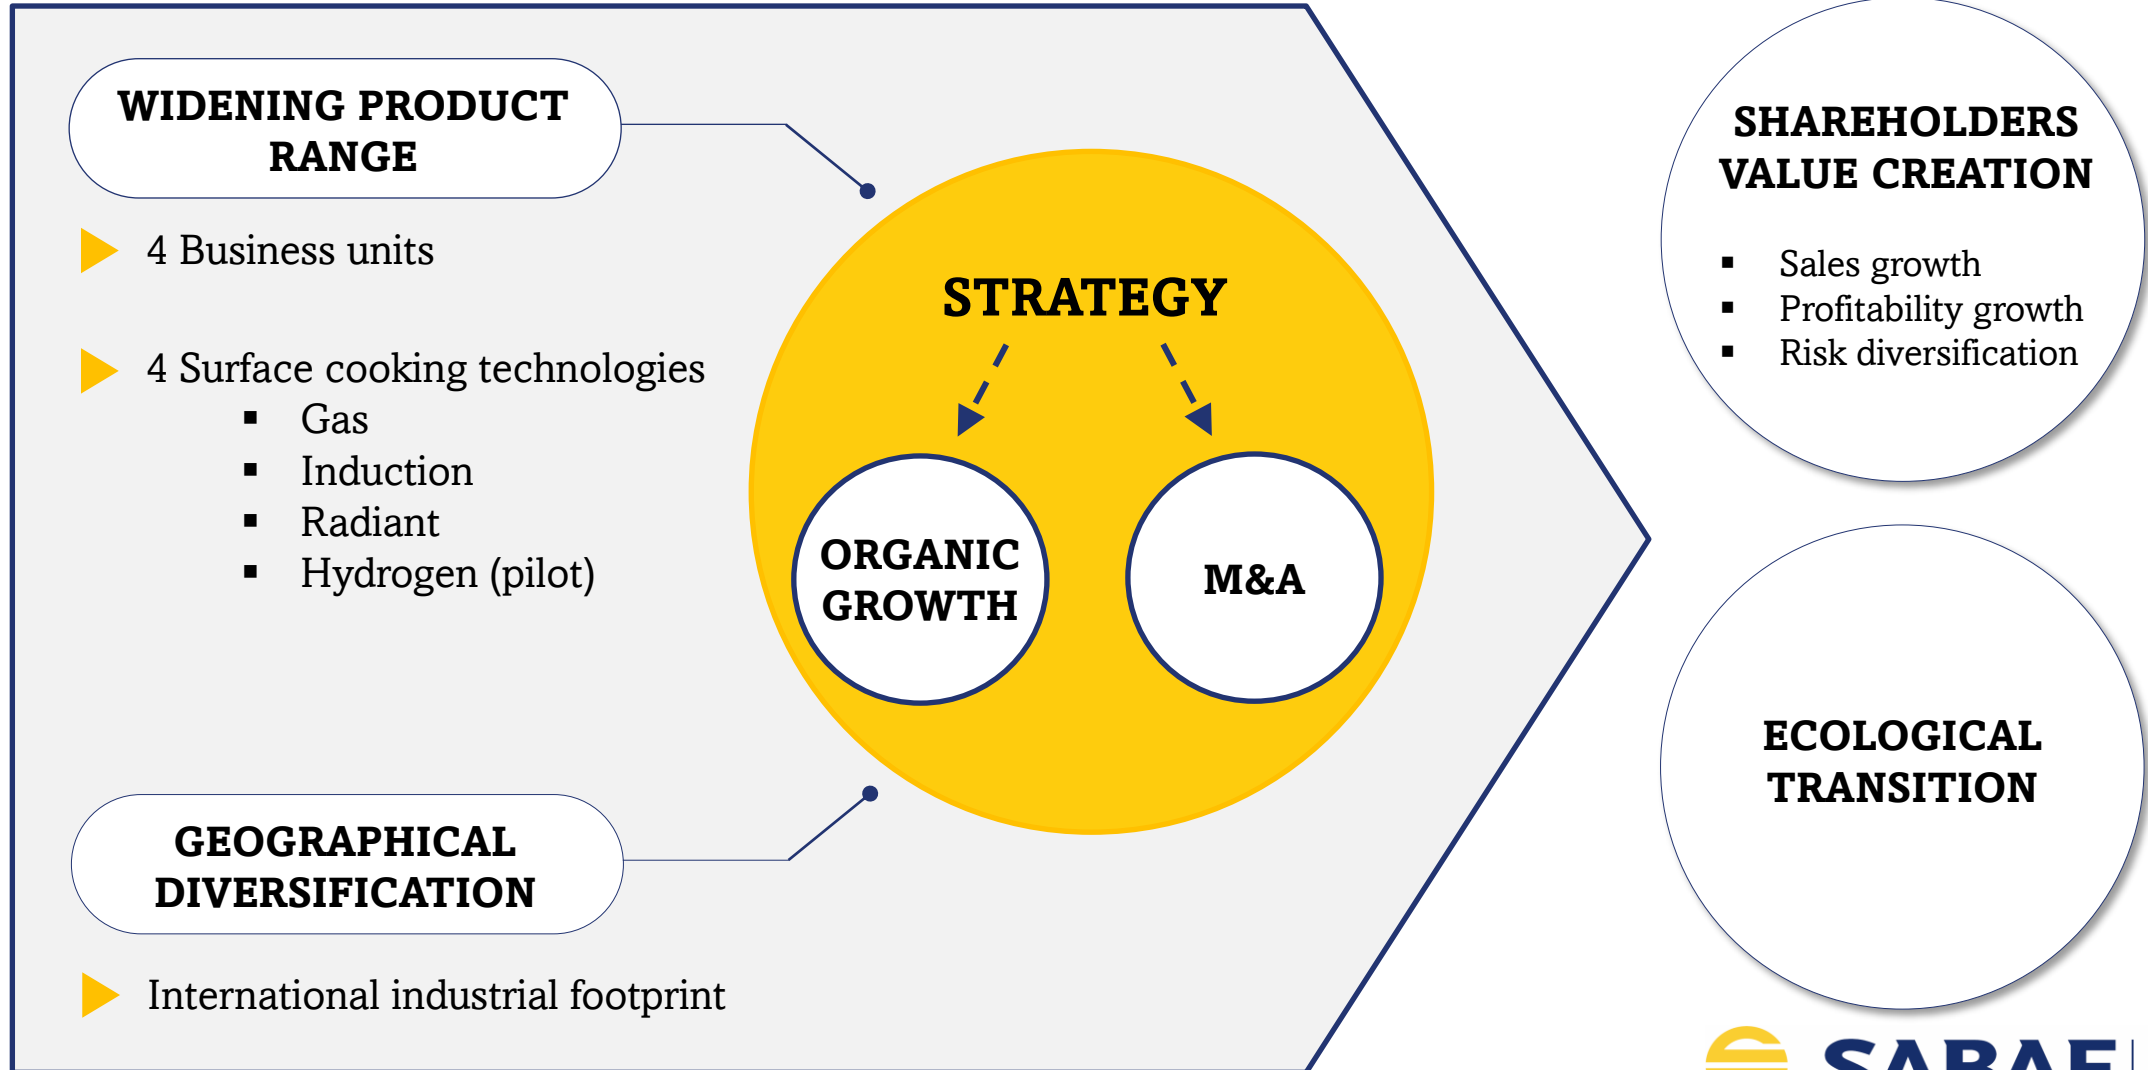 WIDENING PRODUCT
RANGE
4 Business units
4 Surface cooking technologies
▪ Gas
▪ Induction
▪ Radiant
▪ Hydrogen (pilot)
GEOGRAPHICAL
DIVERSIFICATION
International industrial footprint
STRATEGY
ORGANIC
GROWTH
M&A
SHAREHOLDERS
VALUE CREATION
▪ Sales growth
▪ Profitability growth
▪ Risk diversification
ECOLOGICAL
TRANSITION
SABAF